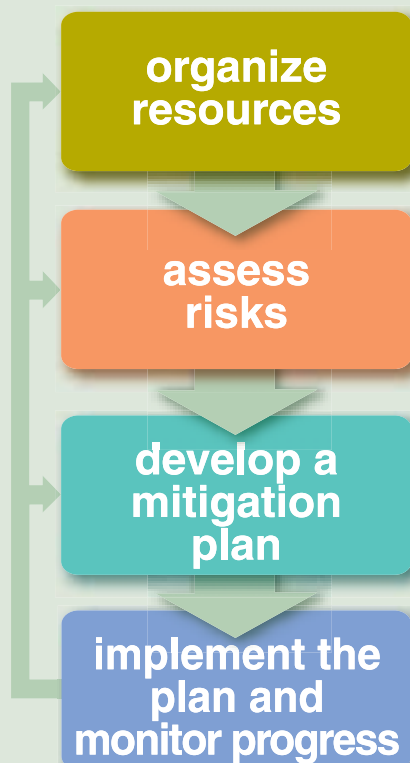 organize
resources
assess
risks
develop a
mitigation
plan
implement the
plan and
monitor progress